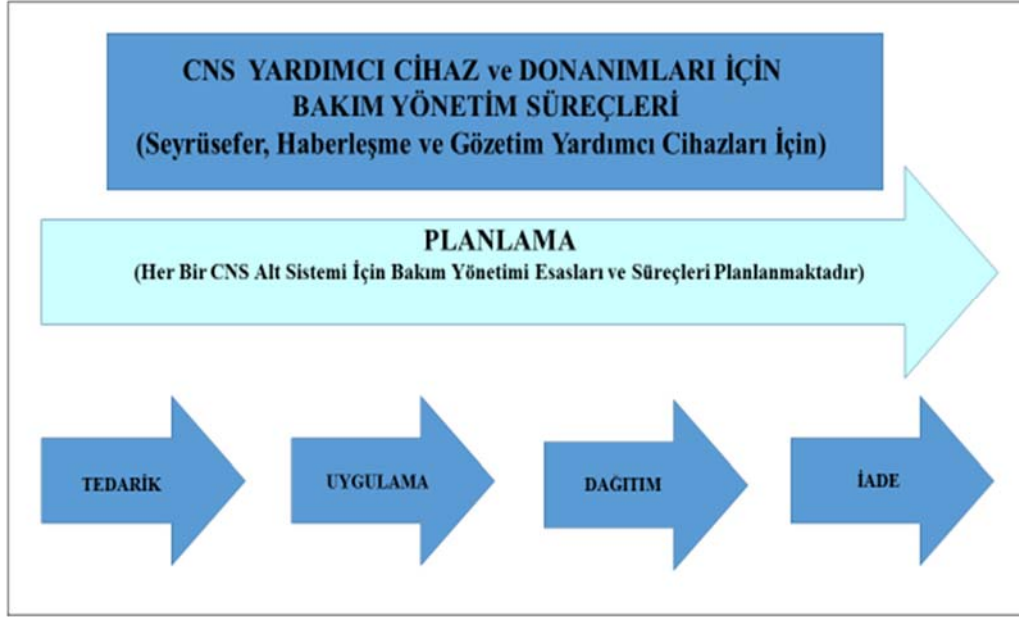 CNS YARDIMCI CİHAZ ve DONANIMLARI İÇİN
BAKIM YÖNETİM SÜREÇLERİ
(Seyrüsefer, Haberleşme ve Gözetim Yardımcı Cihazları İçin)
PLANLAMA
(Her Bir CNS Alt Sistemi İçin Bakım Yönetimi Esasları ve Süreçleri Planlanmaktadır)
TEDARİK
UYGULAMA
DAĞITIM
İADE